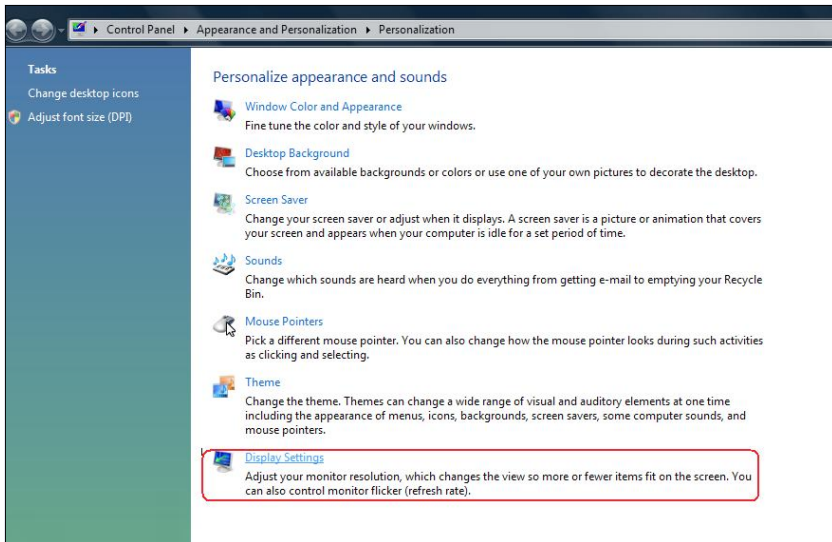 Control Panel ▸ Appearance and Personalization ▸ Personalization
Tasks
Change desktop icons
Adjust font size (DPI)
Personalize appearance and sounds
Window Color and Appearance
Fine tune the color and style of your windows.
Desktop Background
Choose from available backgrounds or colors or use one of your own pictures to decorate the desktop.
Screen Saver
Change your screen saver or adjust when it displays. A screen saver is a picture or animation that covers
your screen and appears when your computer is idle for a set period of time.
Sounds
Change which sounds are heard when you do everything from getting e-mail to emptying your Recycle
Bin.
Mouse Pointers
Pick a different mouse pointer. You can also change how the mouse pointer looks during such activities
as clicking and selecting.
Theme
Change the theme. Themes can change a wide range of visual and auditory elements at one time
including the appearance of menus, icons, backgrounds, screen savers, some computer sounds, and
mouse pointers.
Display Settings
Adjust your monitor resolution, which changes the view so more or fewer items fit on the screen. You
can also control monitor flicker (refresh rate).